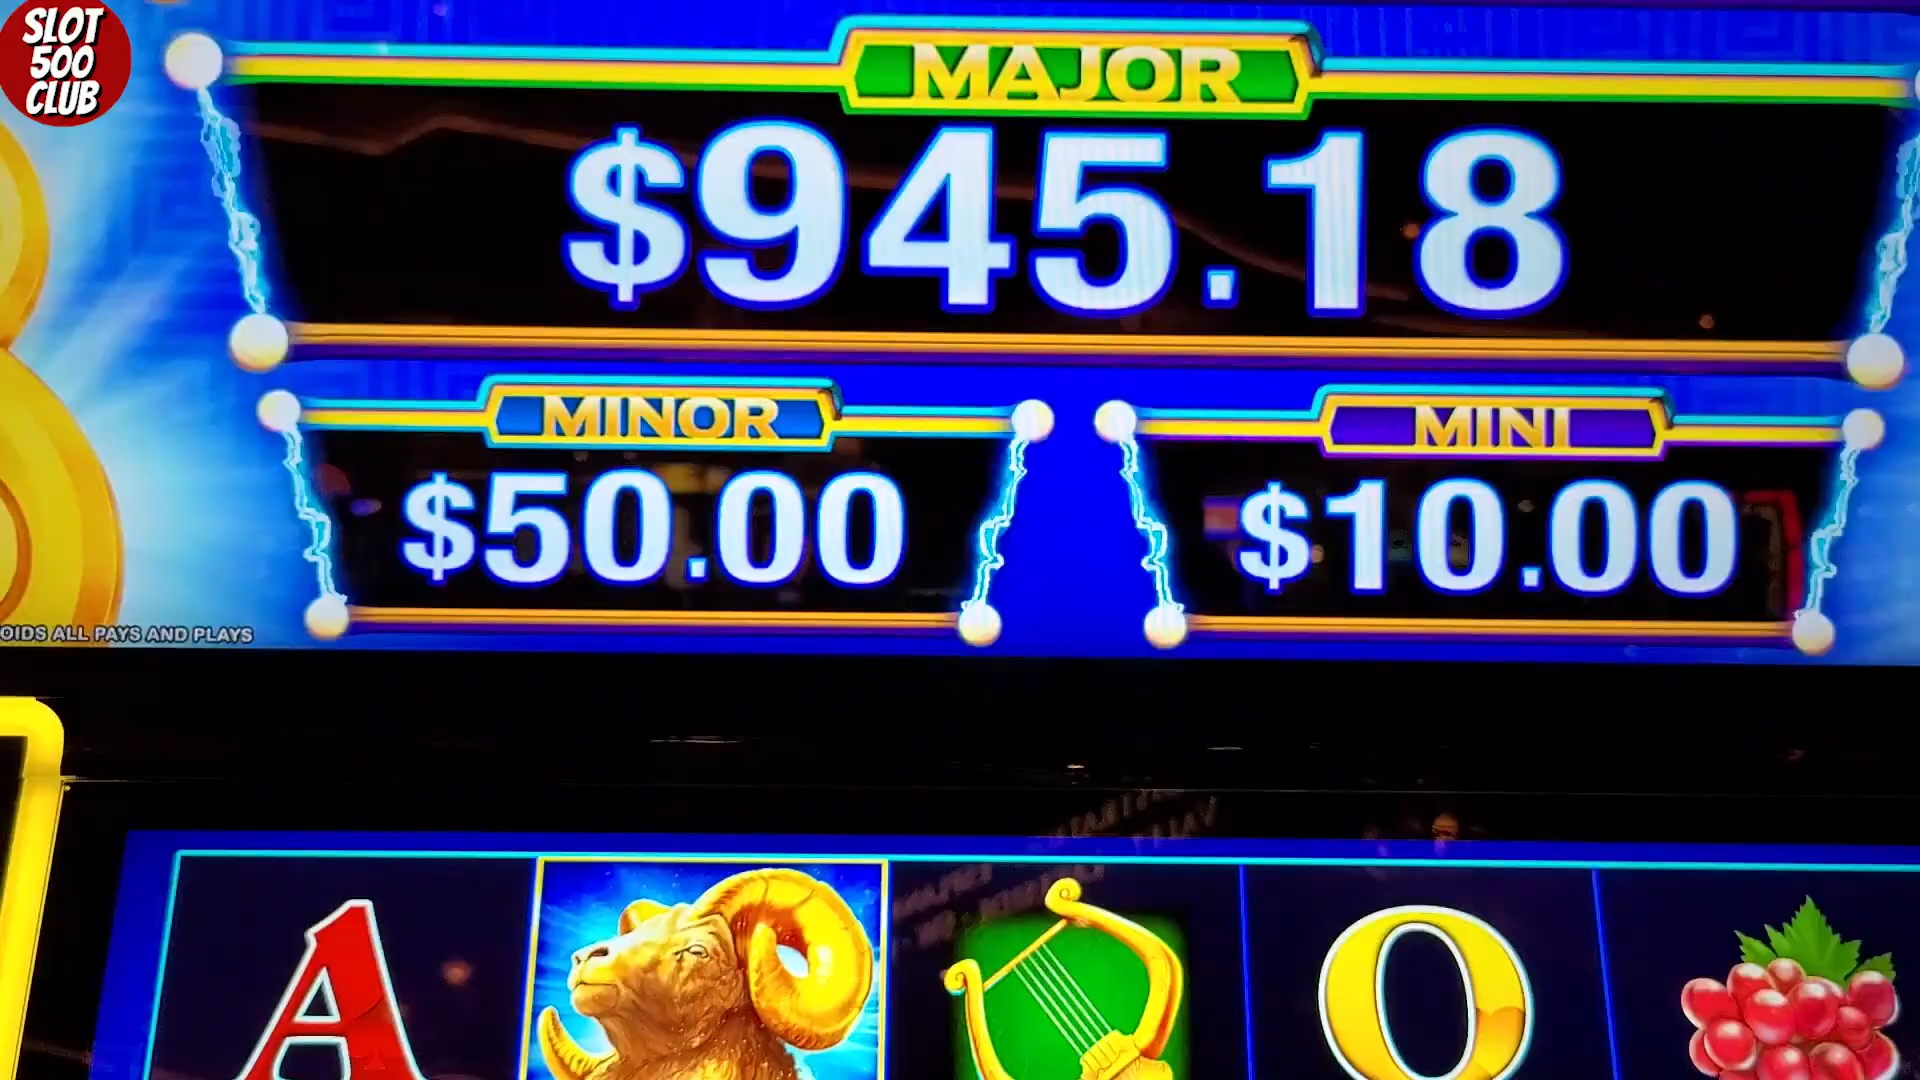 SLOT
500
CLUB
MAJOR
$945.18
MINOR
MINI
$50.00
$10.00
OIDS ALL PAYS AND PLAYS
A
O